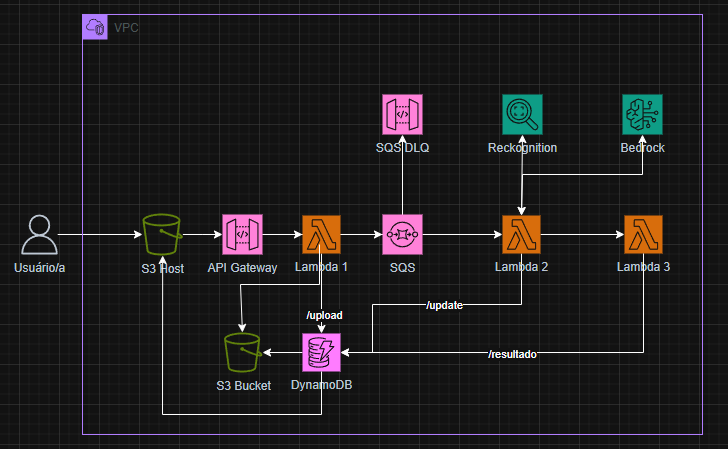 VPC
SQS DLQ
Reckognition
Bedrock
Usuário/a
S3 Host
API Gateway
Lambda 1
SQS
Lambda 2
Lambda 3
/update
/upload
/resultado
S3 Bucket
DynamoDB